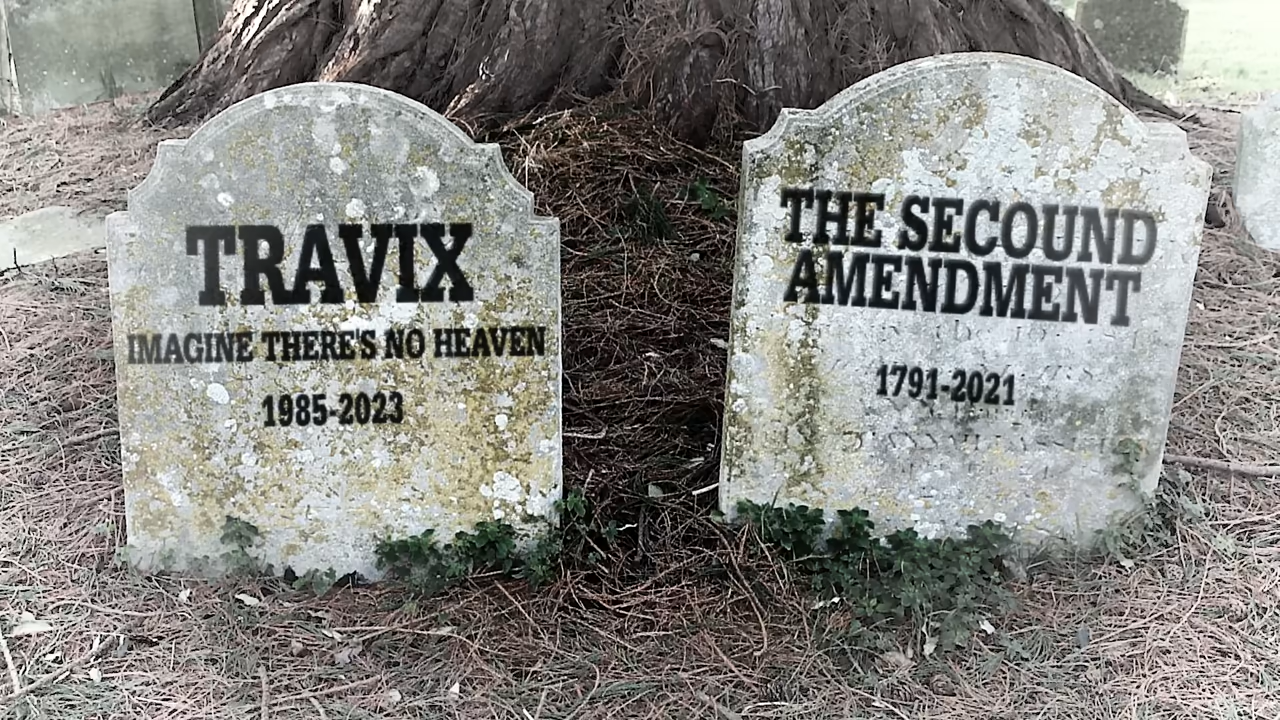 TRAVIX
IMAGINE THERE'S NO HEAVEN
1985-2023
THE SECOUND
AMENDMENT
1791-2021